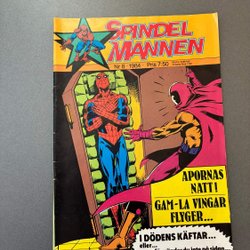 SPINDEL
MANNEN
Nr 8 · 1984 Pris 7:50
APORNAS
NATT!
GAM-LA VINGAR
FLYGER...
I DÖDENS KÄFTAR...
eller...